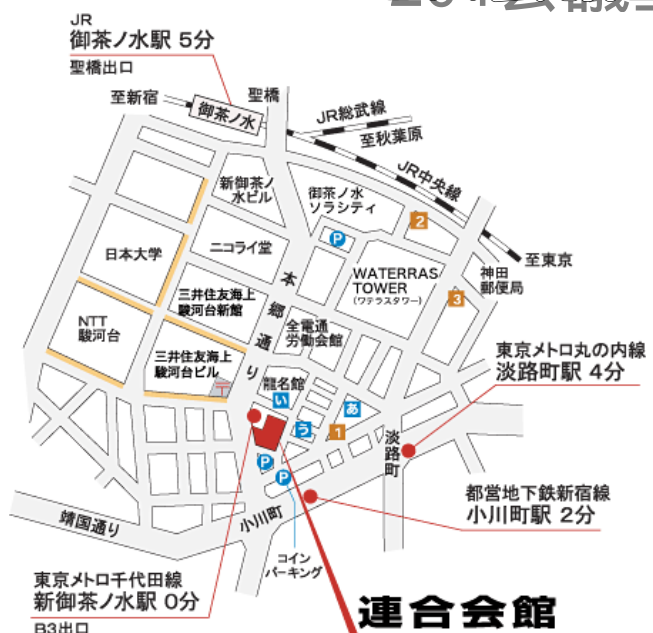 JR
御茶ノ水駅 5分
聖橋出口
至新宿
御茶ノ水
聖橋
JR総武線
至秋葉原
JR中央線
新御茶ノ
水ビル
御茶ノ水
ソラシティ
2
P
日本大学
ニコライ堂
本郷通り
WATERRAS
TOWER
(ワテラスタワー)
至東京
神田
郵便局
3
三井住友海上
駿河台新館
NTT
駿河台
全電通
労働会館
三井住友海上
駿河台ビル
〒
龍名館
い
あ
う
1
東京メトロ丸の内線
淡路町駅 4分
淡路町
P
P
都営地下鉄新宿線
小川町駅 2分
小川町
靖国通り
コイン
パーキング
東京メトロ千代田線
新御茶ノ水駅 0分
B3出口
連合会館